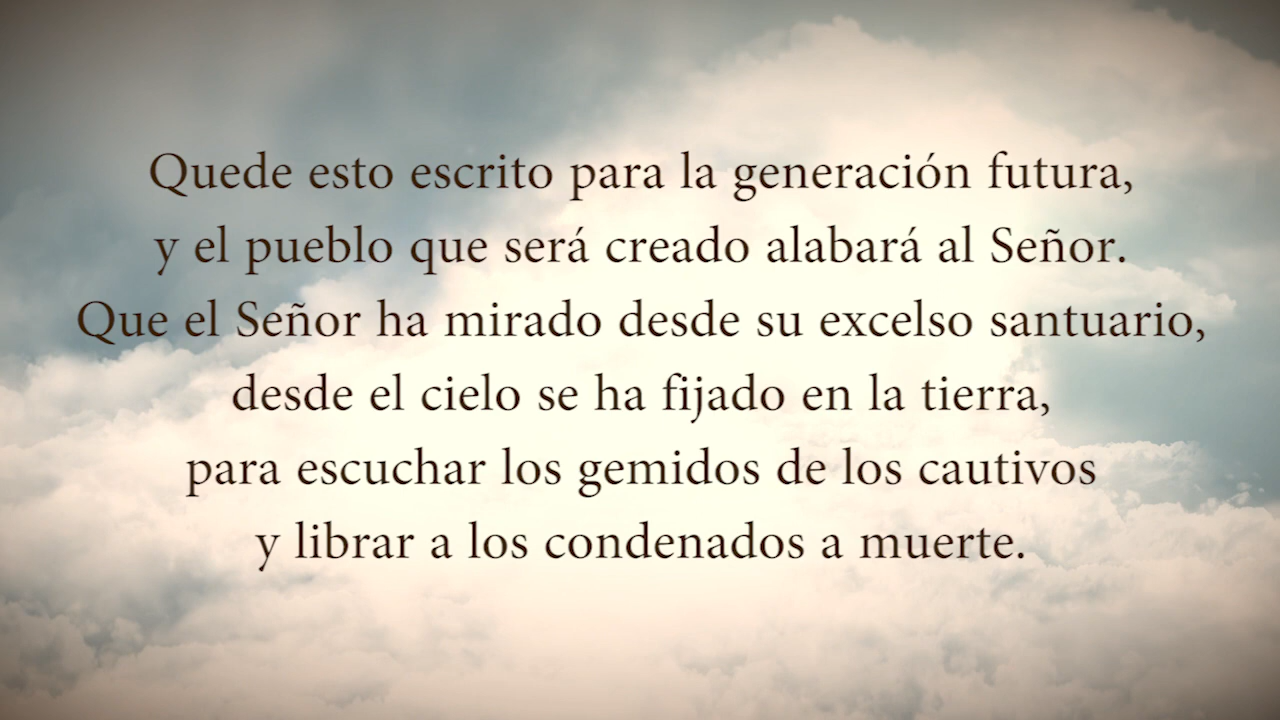 Quede esto escrito para la generación futura,
y el pueblo que será creado alabará al Señor.
Que el Señor ha mirado desde su excelso santuario,
desde el cielo se ha fijado en la tierra,
para escuchar los gemidos de los cautivos
y librar a los condenados a muerte.